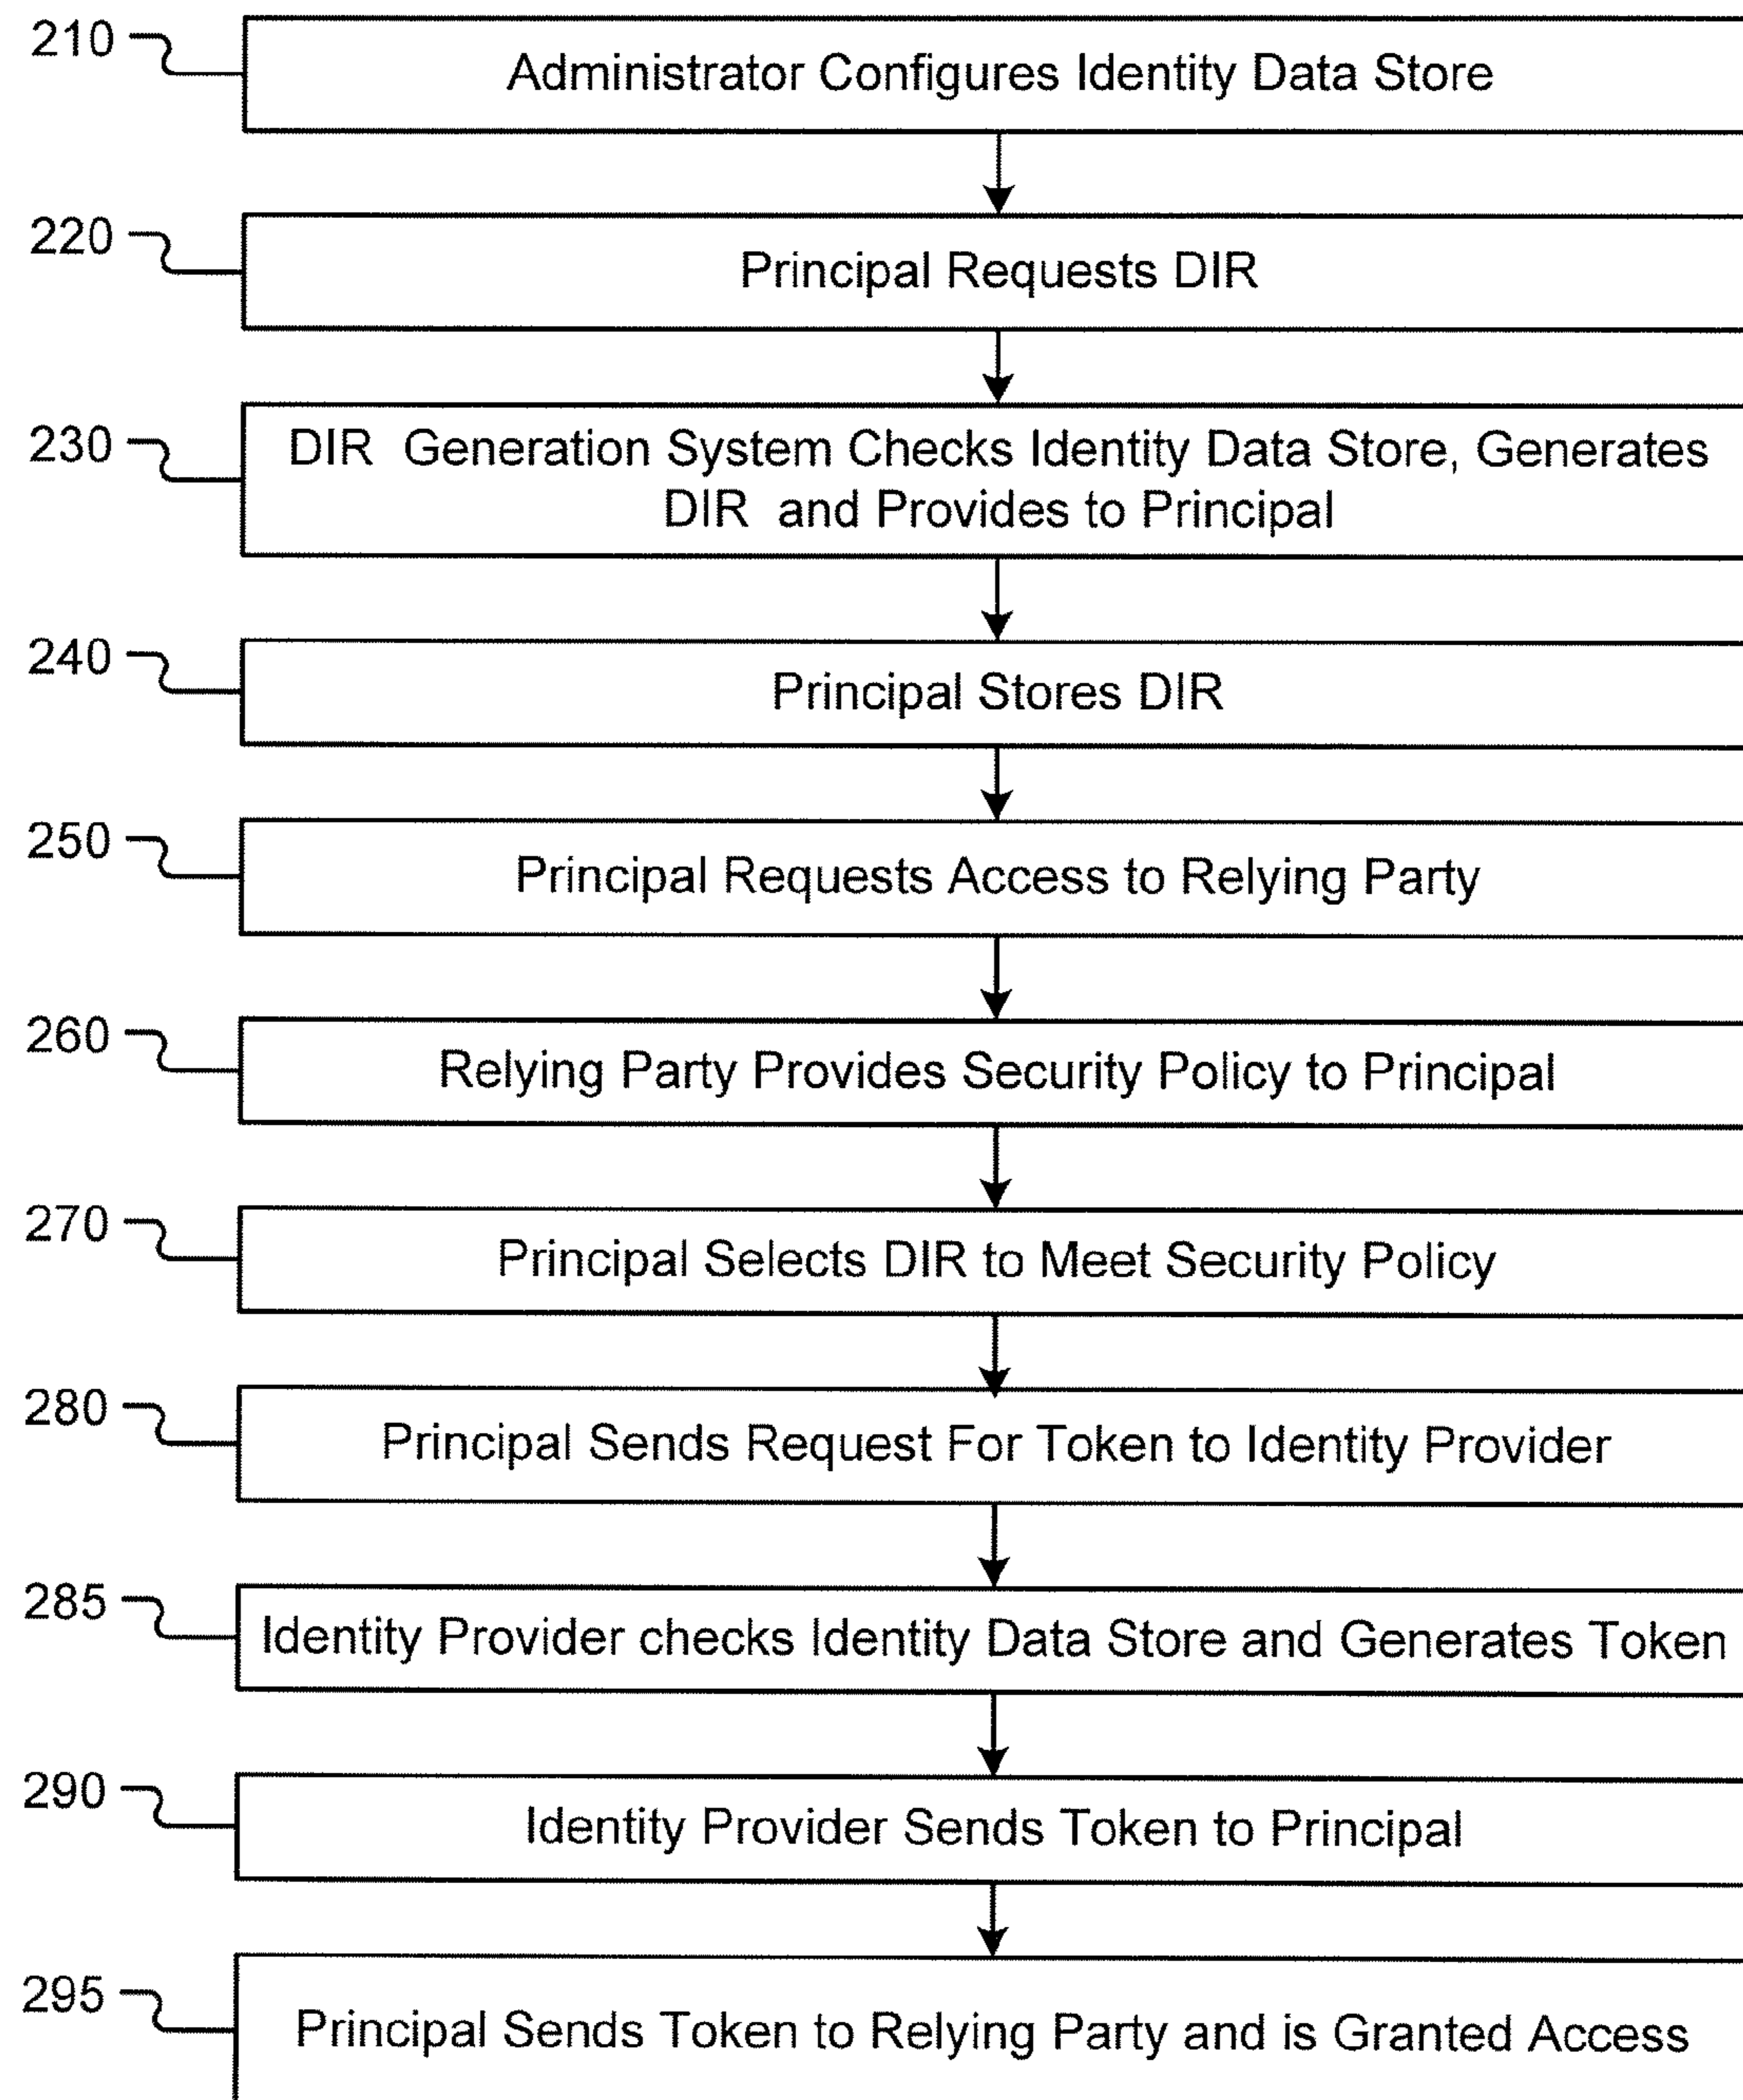 210
Administrator Configures Identity Data Store
220
Principal Requests DIR
230
DIR Generation System Checks Identity Data Store, Generates
DIR and Provides to Principal
240
Principal Stores DIR
250
Principal Requests Access to Relying Party
260
Relying Party Provides Security Policy to Principal
270
Principal Selects DIR to Meet Security Policy
280
Principal Sends Request For Token to Identity Provider
285
Identity Provider checks Identity Data Store and Generates Token
290
Identity Provider Sends Token to Principal
295
Principal Sends Token to Relying Party and is Granted Access